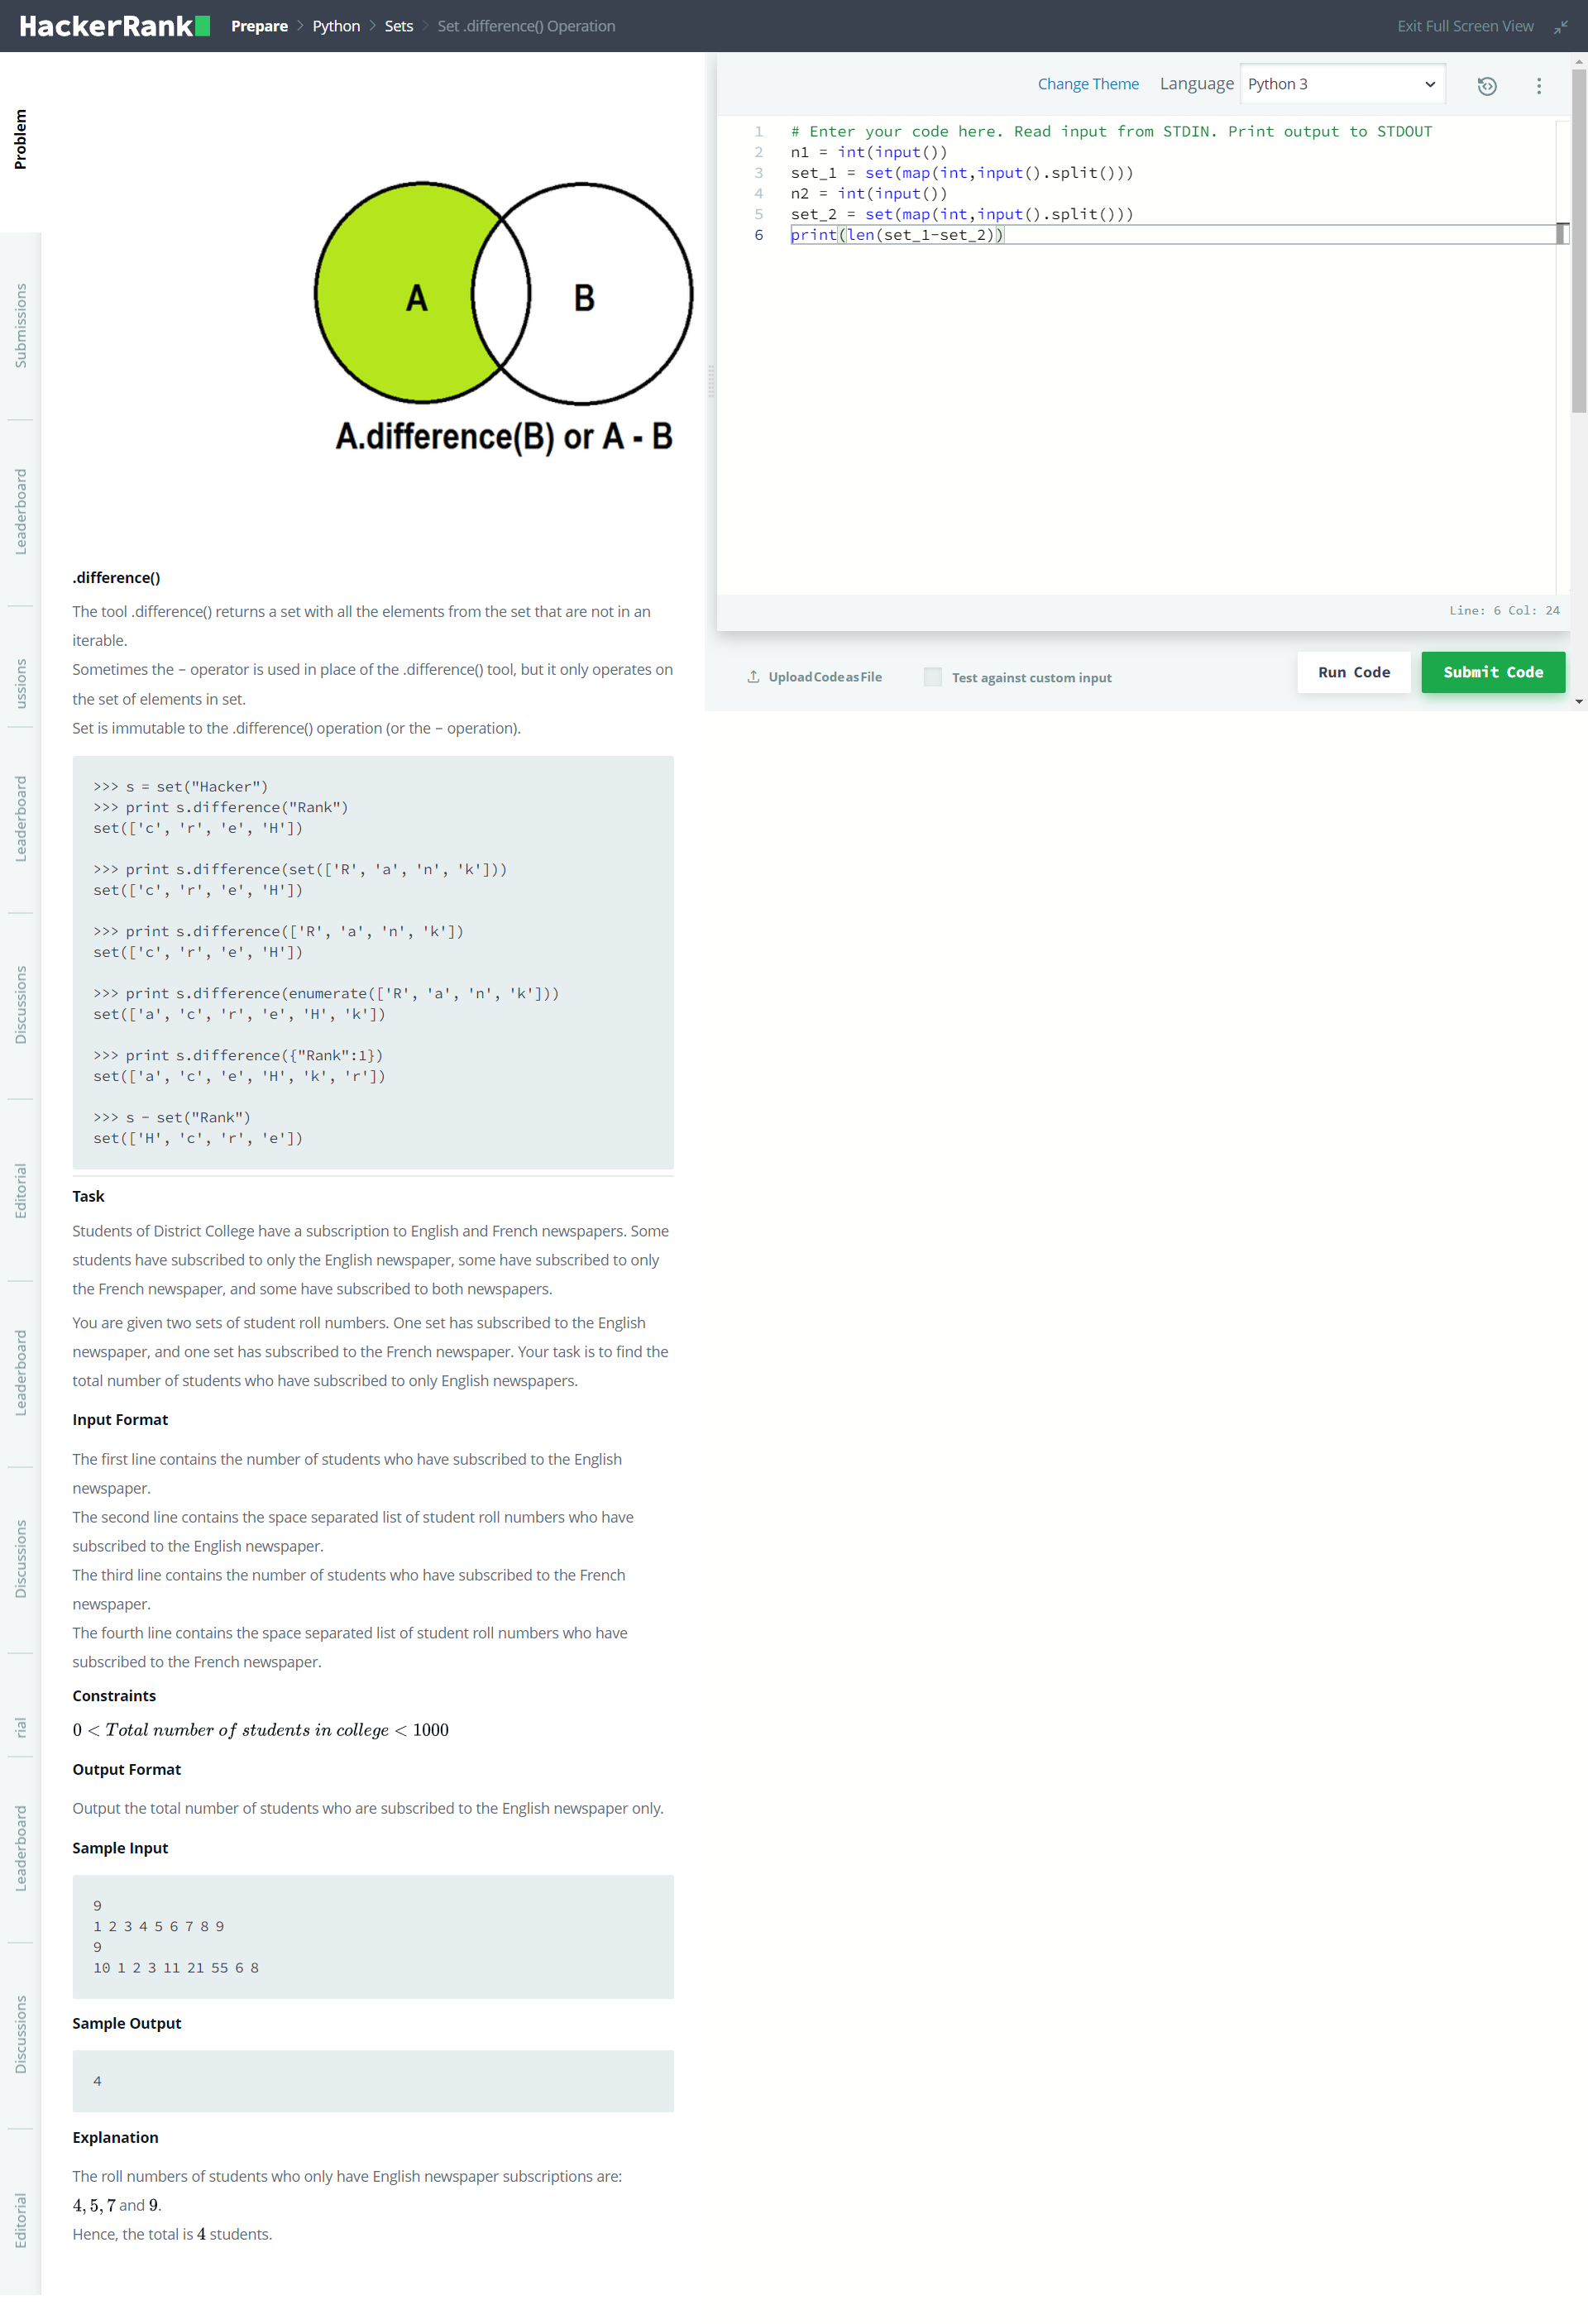 HackerRank
Prepare > Python > Sets > Set .difference() Operation
Exit Full Screen View
Problem
Submissions
Leaderboard
ussions
Leaderboard
Discussions
Editorial
Leaderboard
Discussions
rial
Leaderboard
Discussions
Editorial
A B
A.difference(B) or A - B
.difference()
The tool .difference() returns a set with all the elements from the set that are not in an
iterable.
Sometimes the – operator is used in place of the .difference() tool, but it only operates on
the set of elements in set.
Set is immutable to the .difference() operation (or the – operation).
>>> s = set("Hacker")
>>> print s.difference("Rank")
set(['c', 'r', 'e', 'H'])
>>> print s.difference(set(['R', 'a', 'n', 'k']))
set(['c', 'r', 'e', 'H'])
>>> print s.difference(['R', 'a', 'n', 'k'])
set(['c', 'r', 'e', 'H'])
>>> print s.difference(enumerate(['R', 'a', 'n', 'k']))
set(['a', 'c', 'r', 'e', 'H', 'k'])
>>> print s.difference({"Rank":1})
set(['a', 'c', 'e', 'H', 'k', 'r'])
>>> s - set("Rank")
set(['H', 'c', 'r', 'e'])
Task
Students of District College have a subscription to English and French newspapers. Some
students have subscribed to only the English newspaper, some have subscribed to only
the French newspaper, and some have subscribed to both newspapers.
You are given two sets of student roll numbers. One set has subscribed to the English
newspaper, and one set has subscribed to the French newspaper. Your task is to find the
total number of students who have subscribed to only English newspapers.
Input Format
The first line contains the number of students who have subscribed to the English
newspaper.
The second line contains the space separated list of student roll numbers who have
subscribed to the English newspaper.
The third line contains the number of students who have subscribed to the French
newspaper.
The fourth line contains the space separated list of student roll numbers who have
subscribed to the French newspaper.
Constraints
0 < Total number of students in college < 1000
Output Format
Output the total number of students who are subscribed to the English newspaper only.
Sample Input
9
1 2 3 4 5 6 7 8 9
9
10 1 2 3 11 21 55 6 8
Sample Output
4
Explanation
The roll numbers of students who only have English newspaper subscriptions are:
4, 5, 7 and 9.
Hence, the total is 4 students.
Change Theme Language Python 3
1 # Enter your code here. Read input from STDIN. Print output to STDOUT
2 n1 = int(input())
3 set_1 = set(map(int,input().split()))
4 n2 = int(input())
5 set_2 = set(map(int,input().split()))
6 print(len(set_1-set_2))
Line: 6 Col: 24
Upload Code as File Test against custom input Run Code Submit Code